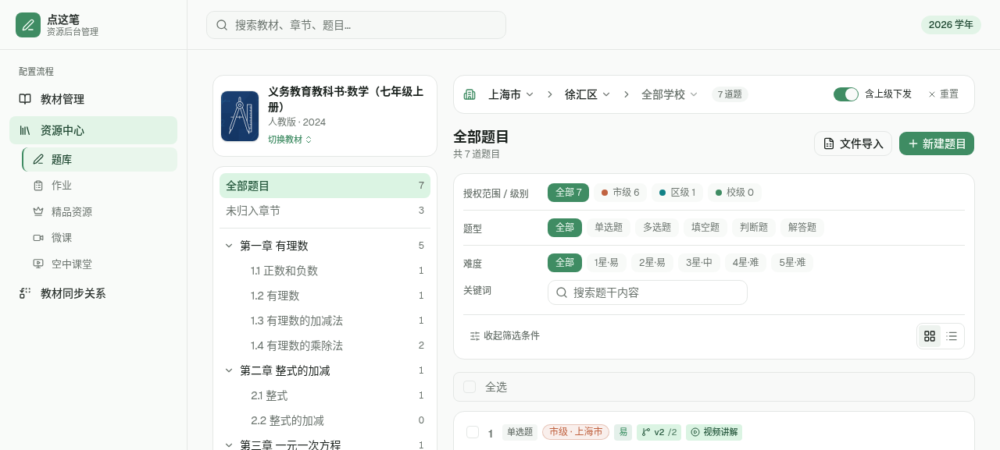 点这笔
资源后台管理
搜索教材、章节、题目...
2026 学年
配置流程
教材管理
资源中心
题库
作业
精品资源
微课
空中课堂
教材同步关系
义务教育教科书·数学（七年级上
册）
人教版 · 2024
切换教材
全部题目 7
未归入章节 3
第一章 有理数 5
1.1 正数和负数 1
1.2 有理数 1
1.3 有理数的加减法 1
1.4 有理数的乘除法 2
第二章 整式的加减 1
2.1 整式 1
2.2 整式的加减 0
第三章 一元一次方程 1
上海市 徐汇区 全部学校 7 道题 含上级下发 重置
全部题目
共 7 道题目
文件导入 新建题目
授权范围 / 级别 全部 7 市级 6 区级 1 校级 0
题型 全部 单选题 多选题 填空题 判断题 解答题
难度 全部 1星·易 2星·易 3星·中 4星·难 5星·难
关键词 搜索题干内容
收起筛选条件
全选
1 单选题 市级 · 上海市 易 v2 /2 视频讲解